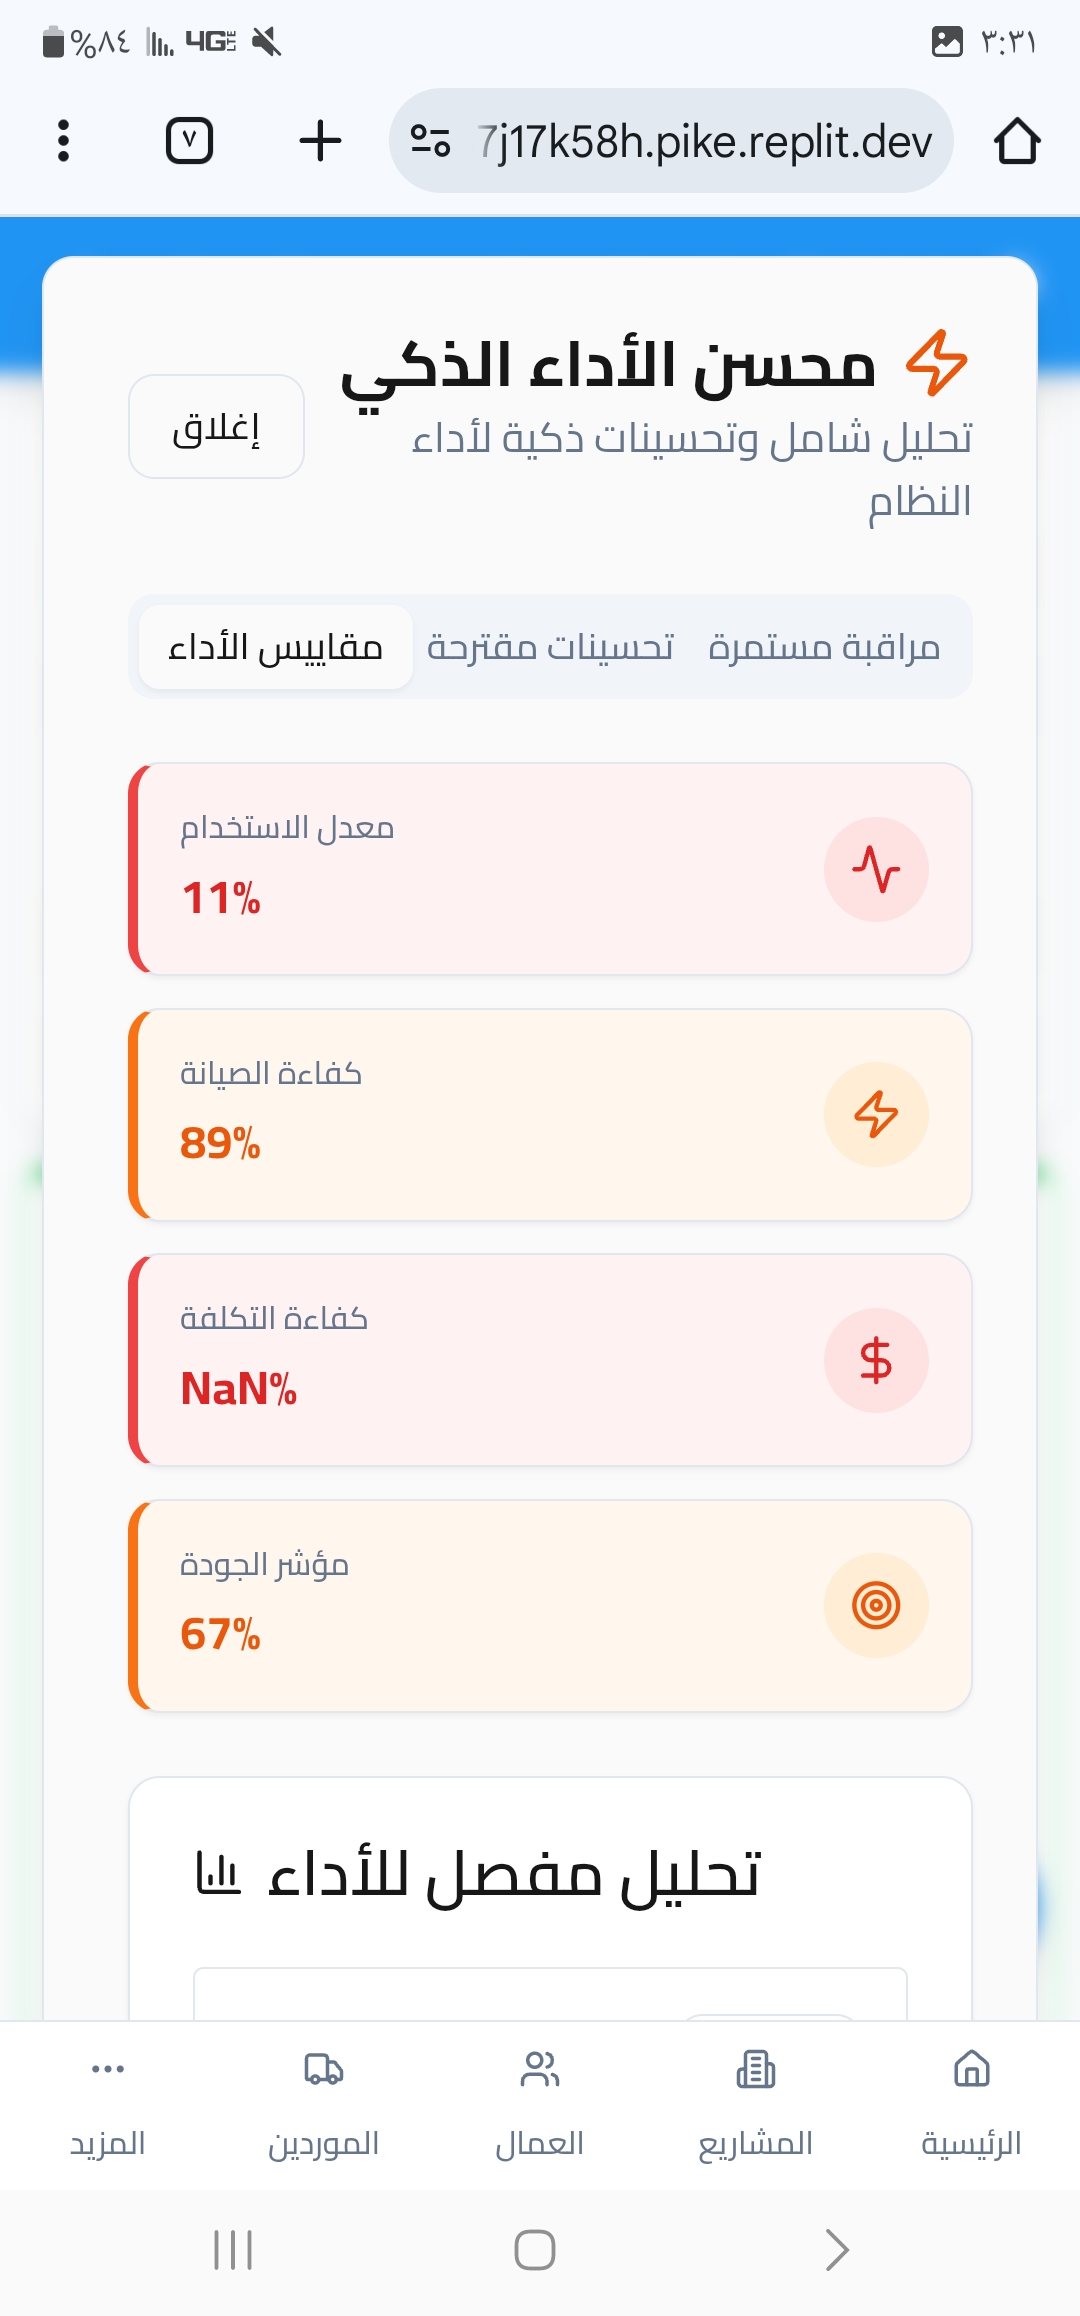 ٣:٣١
4G LTE
%٨٤
7j17k58h.pike.replit.dev
٧
محسن الأداء الذكي
تحليل شامل وتحسينات ذكية لأداء
النظام
إغلاق
مراقبة مستمرة
تحسينات مقترحة
مقاييس الأداء
معدل الاستخدام
11%
كفاءة الصيانة
89%
كفاءة التكلفة
NaN%
مؤشر الجودة
67%
تحليل مفصل للأداء
الرئيسية
المشاريع
العمال
الموردين
المزيد